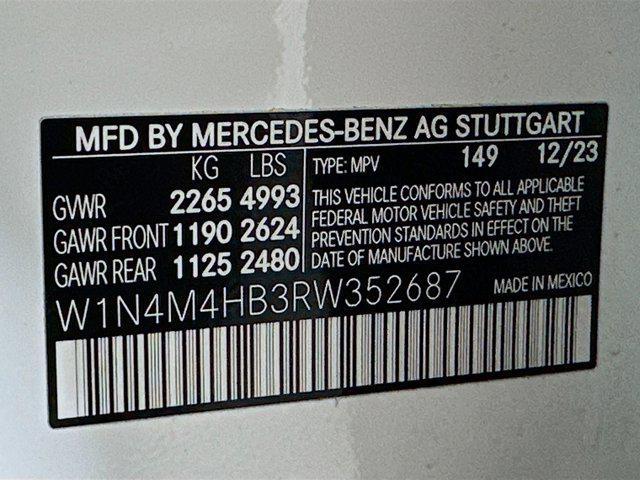 MFD BY MERCEDES-BENZ AG STUTTGART
KG LBS
GVWR 2265 4993
GAWR FRONT 1190 2624
GAWR REAR 1125 2480
TYPE: MPV 149 12/23
THIS VEHICLE CONFORMS TO ALL APPLICABLE
FEDERAL MOTOR VEHICLE SAFETY AND THEFT
PREVENTION STANDARDS IN EFFECT ON THE
DATE OF MANUFACTURE SHOWN ABOVE.
W1N4M4HB3RW352687
MADE IN MEXICO